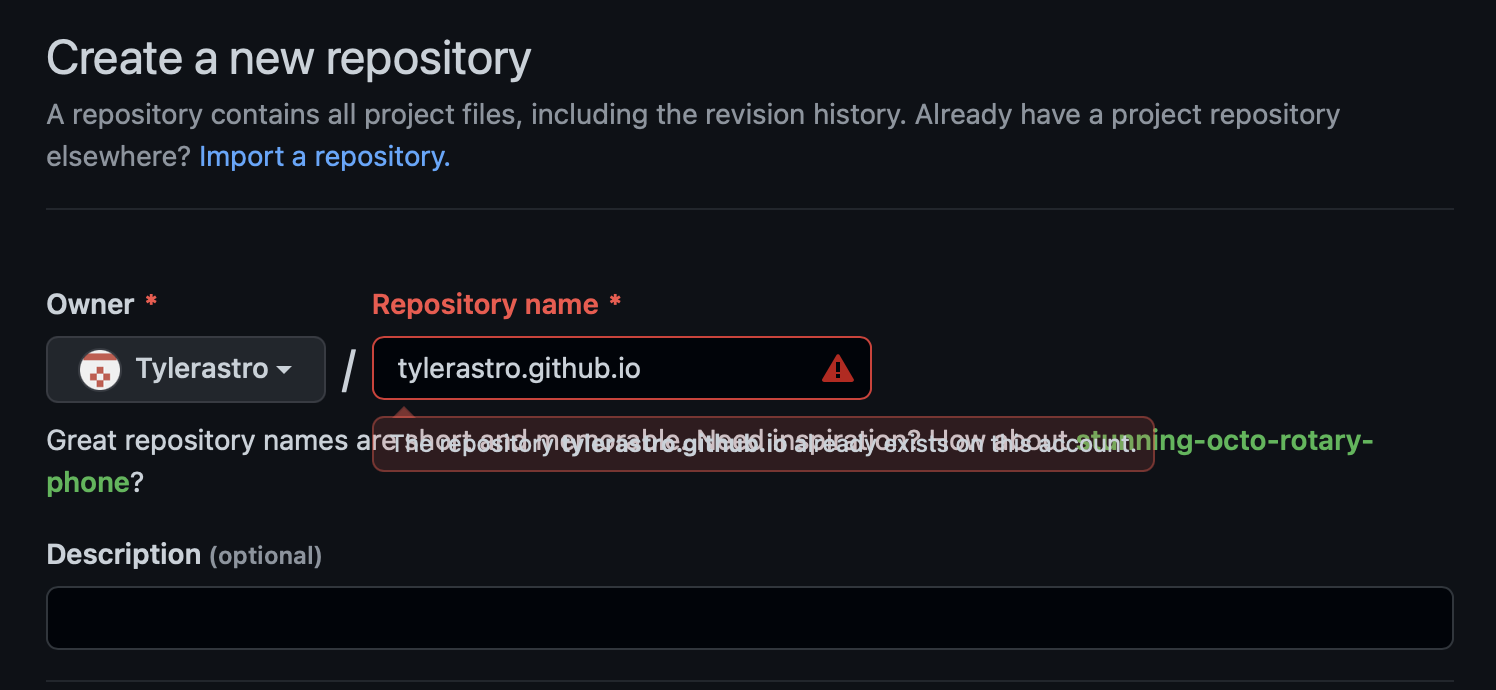 Create a new repository
A repository contains all project files, including the revision history. Already have a project repository
elsewhere? Import a repository.
Owner *
Repository name *
Tylerastro
/
tylerastro.github.io
The repository tylerastro.github.io already exists on this account.
Great repository names are short and memorable. Need inspiration? How about stunning-octo-rotary-
phone?
Description (optional)